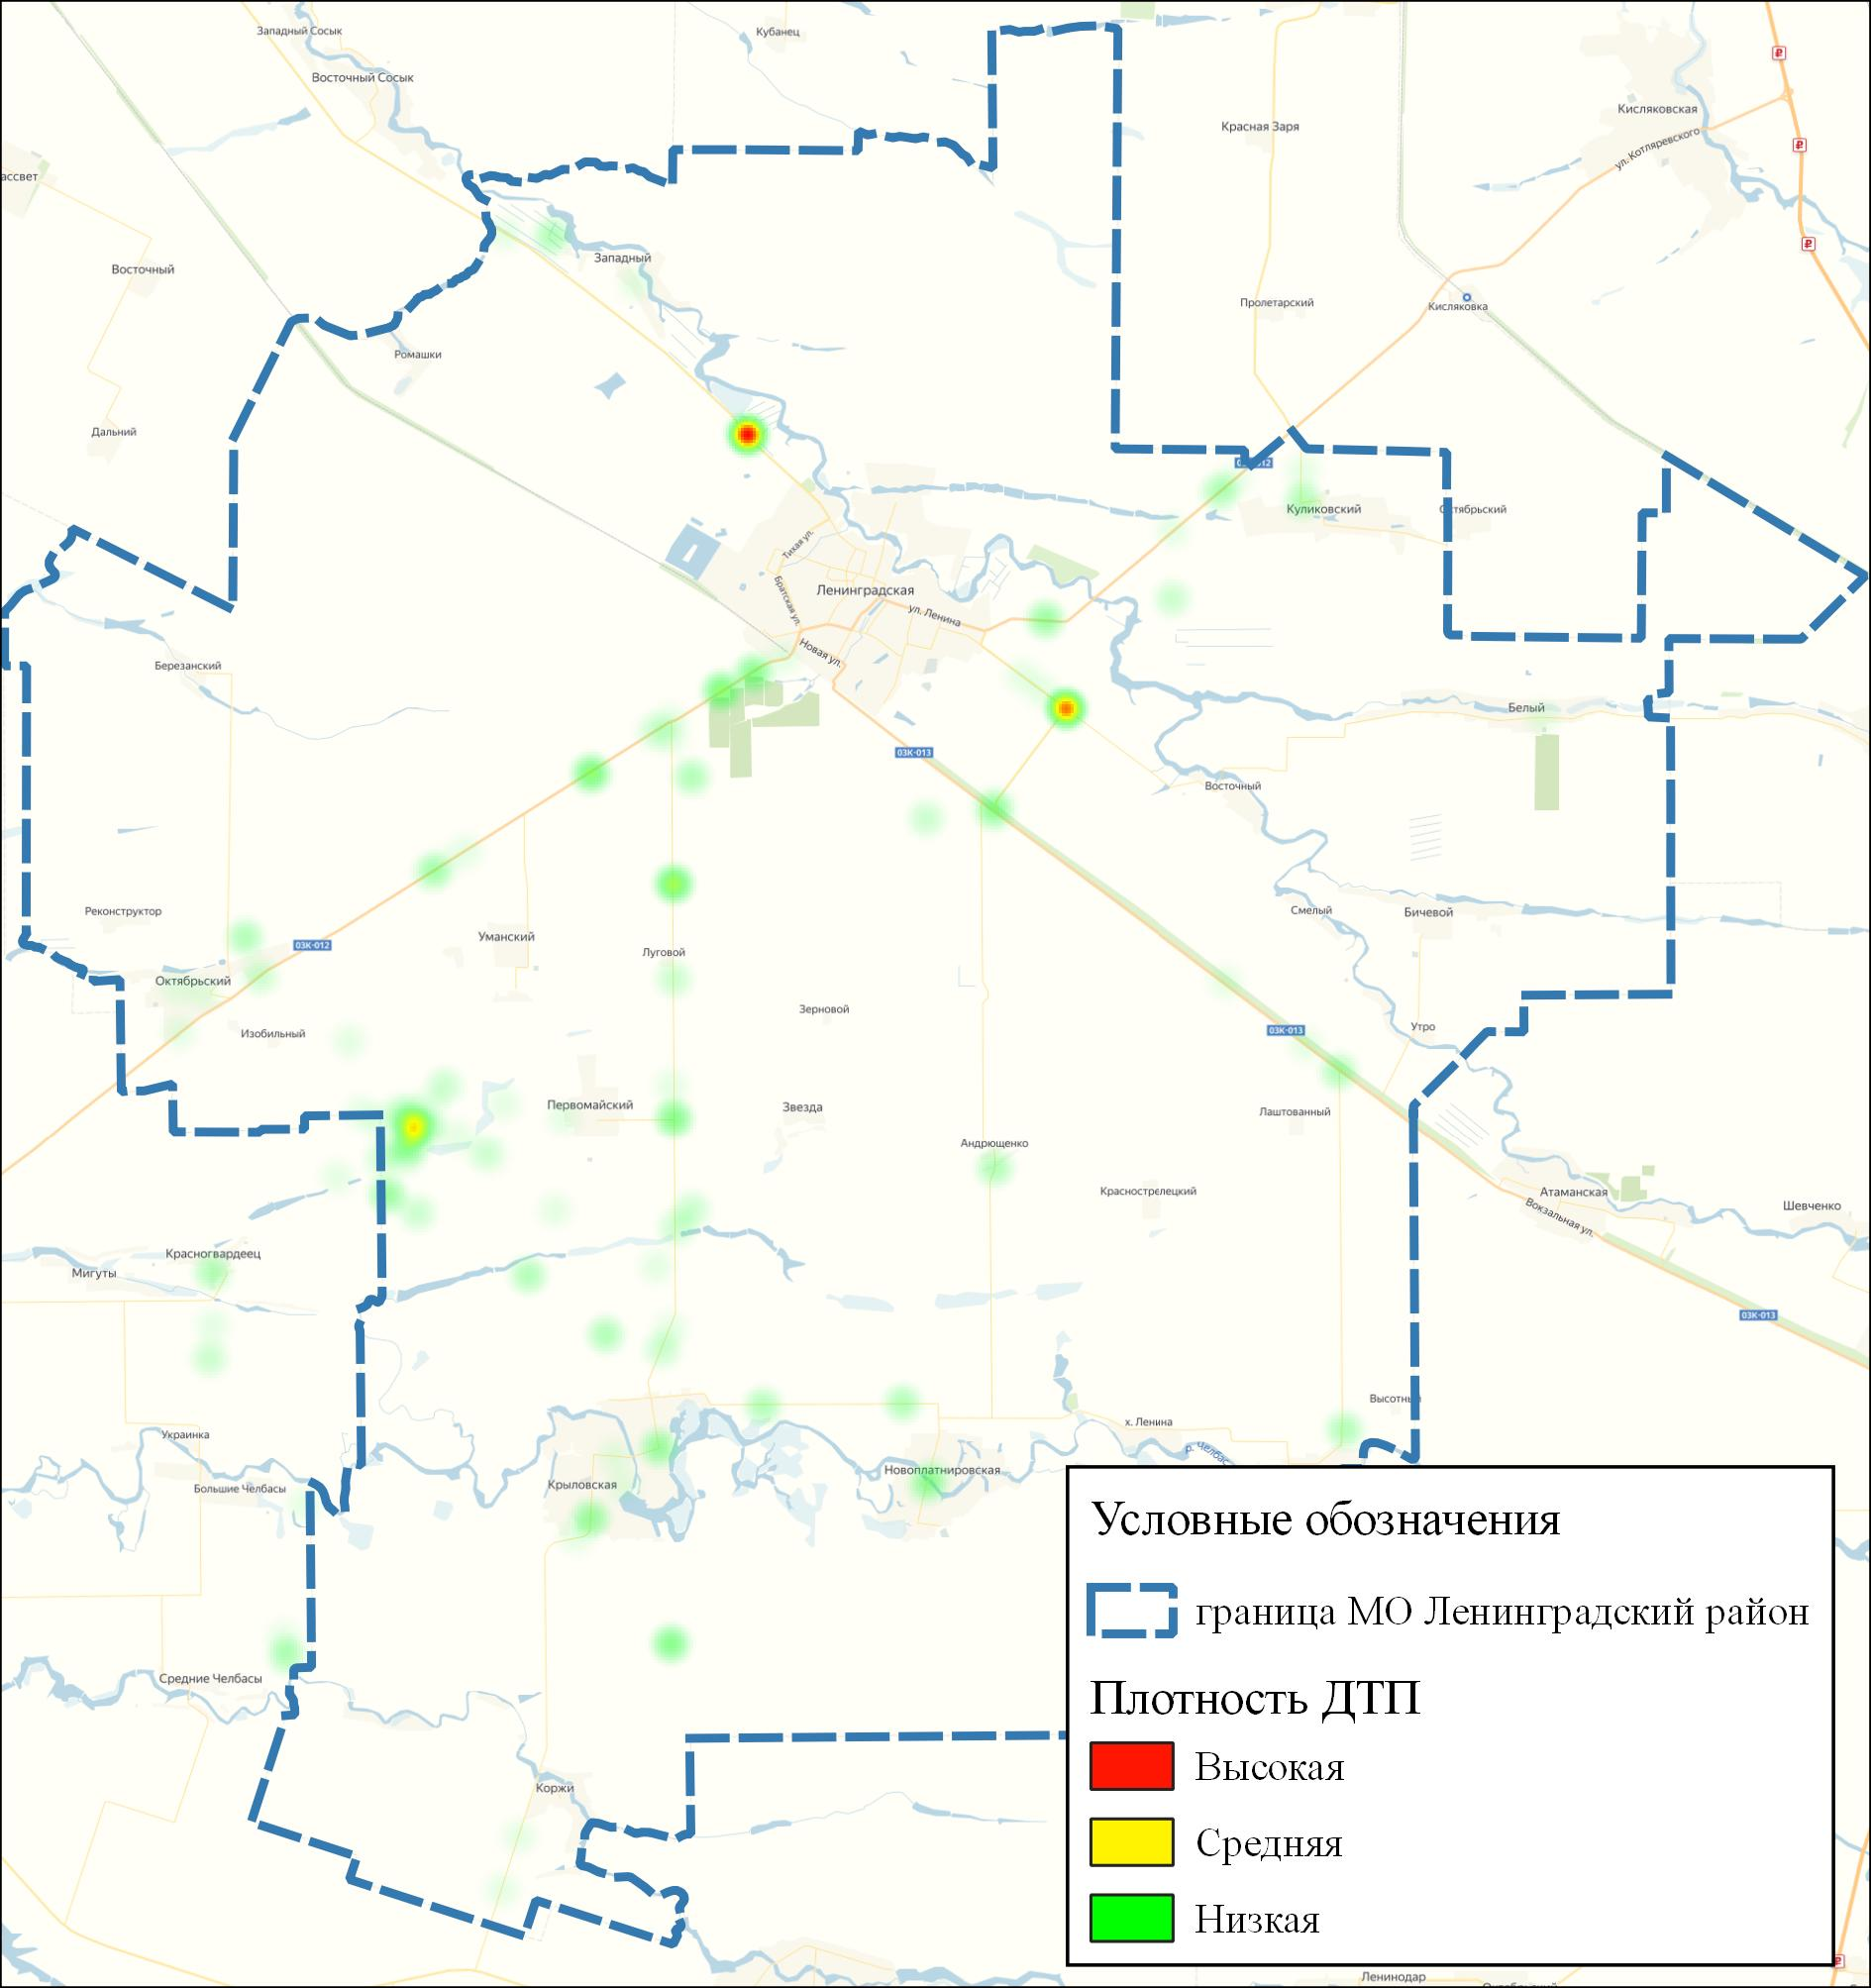 Западный Сосык
Кубанец
Восточный Сосык
Кисляковская
Красная Заря
ул. Котляревского
ассвет
Западный
Восточный
Пролетарский
Кисляковка
Ромашки
Дальний
Куликовский
Октябрьский
Тихая ул.
Братская ул.
Ленинградская
ул. Ленина
Новая ул.
Березанский
Белый
03К-013
Восточный
Реконструктор
Смелый
Бичевой
Уманский
03К-012
Луговой
Октябрьский
Зерновой
Изобильный
03К-013
Утро
Первомайский
Звезда
Лаштованный
Андрющенко
Красностре­лецкий
Атаманская
Вокзальная ул.
Шевченко
Красногвардеец
Мигуты
03К-013
Высотный
х. Ленина
Украинка
р. Челбас
Новоплатнировская
Крыловская
Большие Челбасы
Условные обозначения
граница МО Ленинградский район
Средние Челбасы
Плотность ДТП
Высокая
Коржи
Средняя
Низкая
Ленинодар